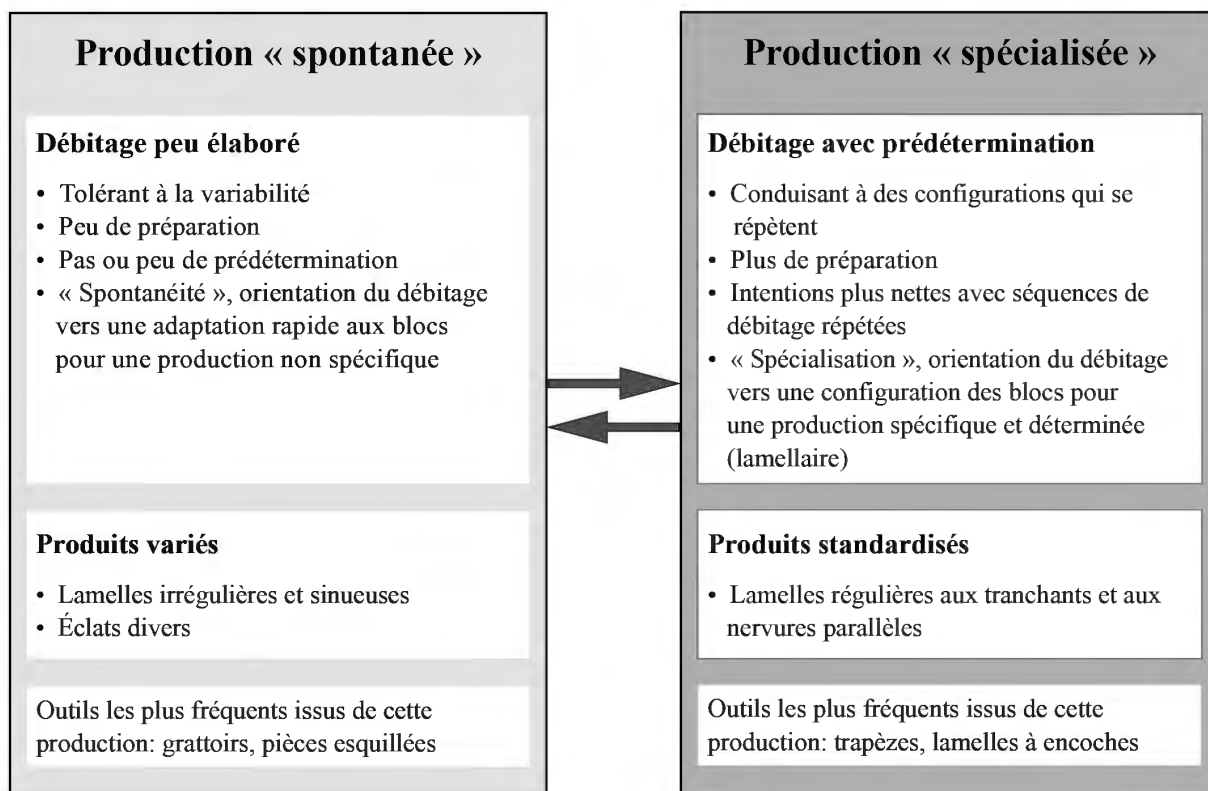 Production « spontanée »
Débitage peu élaboré
• Tolérant à la variabilité
• Peu de préparation
• Pas ou peu de prédétermination
• « Spontanéité », orientation du débitage
vers une adaptation rapide aux blocs
pour une production non spécifique
Produits variés
• Lamelles irrégulières et sinueuses
• Éclats divers
Outils les plus fréquents issus de cette
production: grattoirs, pièces esquillées
Production « spécialisée »
Débitage avec prédétermination
• Conduisant à des configurations qui se
répètent
• Plus de préparation
• Intentions plus nettes avec séquences de
débitage répétées
• « Spécialisation », orientation du débitage
vers une configuration des blocs pour
une production spécifique et déterminée
(lamellaire)
Produits standardisés
• Lamelles régulières aux tranchants et aux
nervures parallèles
Outils les plus fréquents issus de cette
production: trapèzes, lamelles à encoches